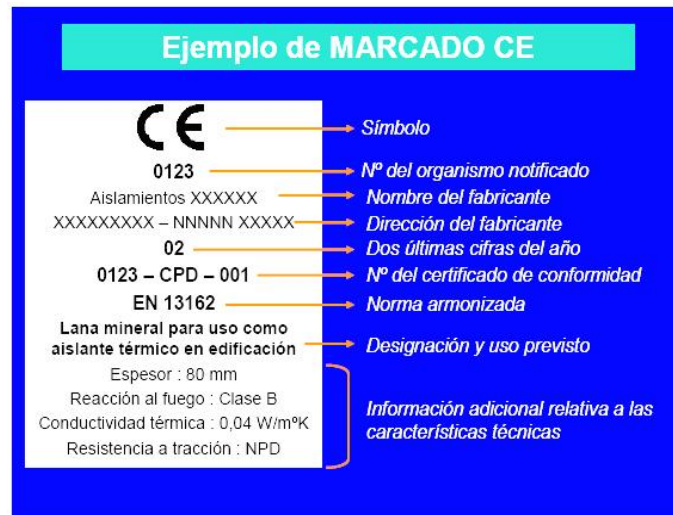 Ejemplo de MARCADO CE
CE
Símbolo
0123
Nº del organismo notificado
Aislamientos XXXXXX
Nombre del fabricante
XXXXXXXXX – NNNNN XXXXX
Dirección del fabricante
02
Dos últimas cifras del año
0123 – CPD – 001
Nº del certificado de conformidad
EN 13162
Norma armonizada
Lana mineral para uso como
aislante térmico en edificación
Designación y uso previsto
Espesor : 80 mm
Reacción al fuego : Clase B
Conductividad térmica : 0,04 W/mºK
Resistencia a tracción : NPD
Información adicional relativa a las
características técnicas